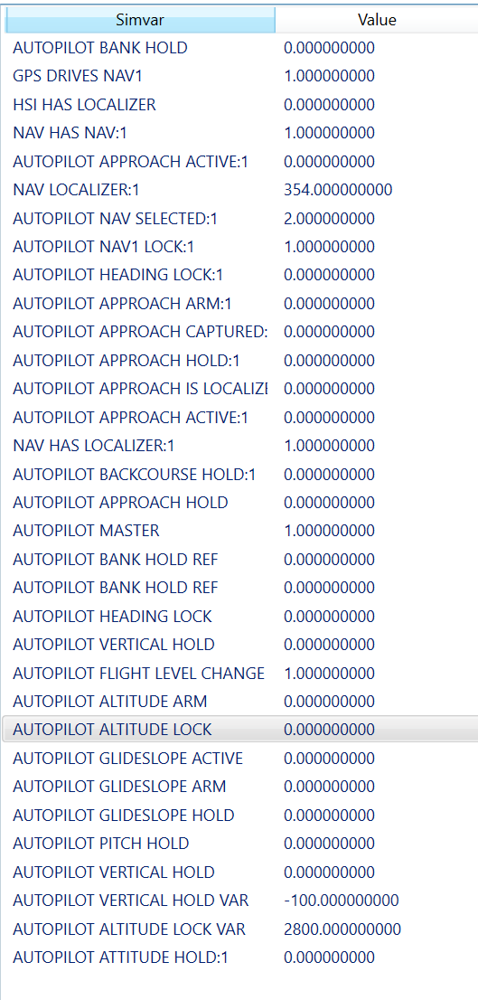 Simvar Value
AUTOPILOT BANK HOLD 0.000000000
GPS DRIVES NAV1 1.000000000
HSI HAS LOCALIZER 0.000000000
NAV HAS NAV:1 1.000000000
AUTOPILOT APPROACH ACTIVE:1 0.000000000
NAV LOCALIZER:1 354.000000000
AUTOPILOT NAV SELECTED:1 2.000000000
AUTOPILOT NAV1 LOCK:1 1.000000000
AUTOPILOT HEADING LOCK:1 0.000000000
AUTOPILOT APPROACH ARM:1 0.000000000
AUTOPILOT APPROACH CAPTURED: 0.000000000
AUTOPILOT APPROACH HOLD:1 0.000000000
AUTOPILOT APPROACH IS LOCALIZE 0.000000000
AUTOPILOT APPROACH ACTIVE:1 0.000000000
NAV HAS LOCALIZER:1 1.000000000
AUTOPILOT BACKCOURSE HOLD:1 0.000000000
AUTOPILOT APPROACH HOLD 0.000000000
AUTOPILOT MASTER 1.000000000
AUTOPILOT BANK HOLD REF 0.000000000
AUTOPILOT BANK HOLD REF 0.000000000
AUTOPILOT HEADING LOCK 0.000000000
AUTOPILOT VERTICAL HOLD 0.000000000
AUTOPILOT FLIGHT LEVEL CHANGE 1.000000000
AUTOPILOT ALTITUDE ARM 0.000000000
AUTOPILOT ALTITUDE LOCK 0.000000000
AUTOPILOT GLIDESLOPE ACTIVE 0.000000000
AUTOPILOT GLIDESLOPE ARM 0.000000000
AUTOPILOT GLIDESLOPE HOLD 0.000000000
AUTOPILOT PITCH HOLD 0.000000000
AUTOPILOT VERTICAL HOLD 0.000000000
AUTOPILOT VERTICAL HOLD VAR -100.000000000
AUTOPILOT ALTITUDE LOCK VAR 2800.000000000
AUTOPILOT ATTITUDE HOLD:1 0.000000000